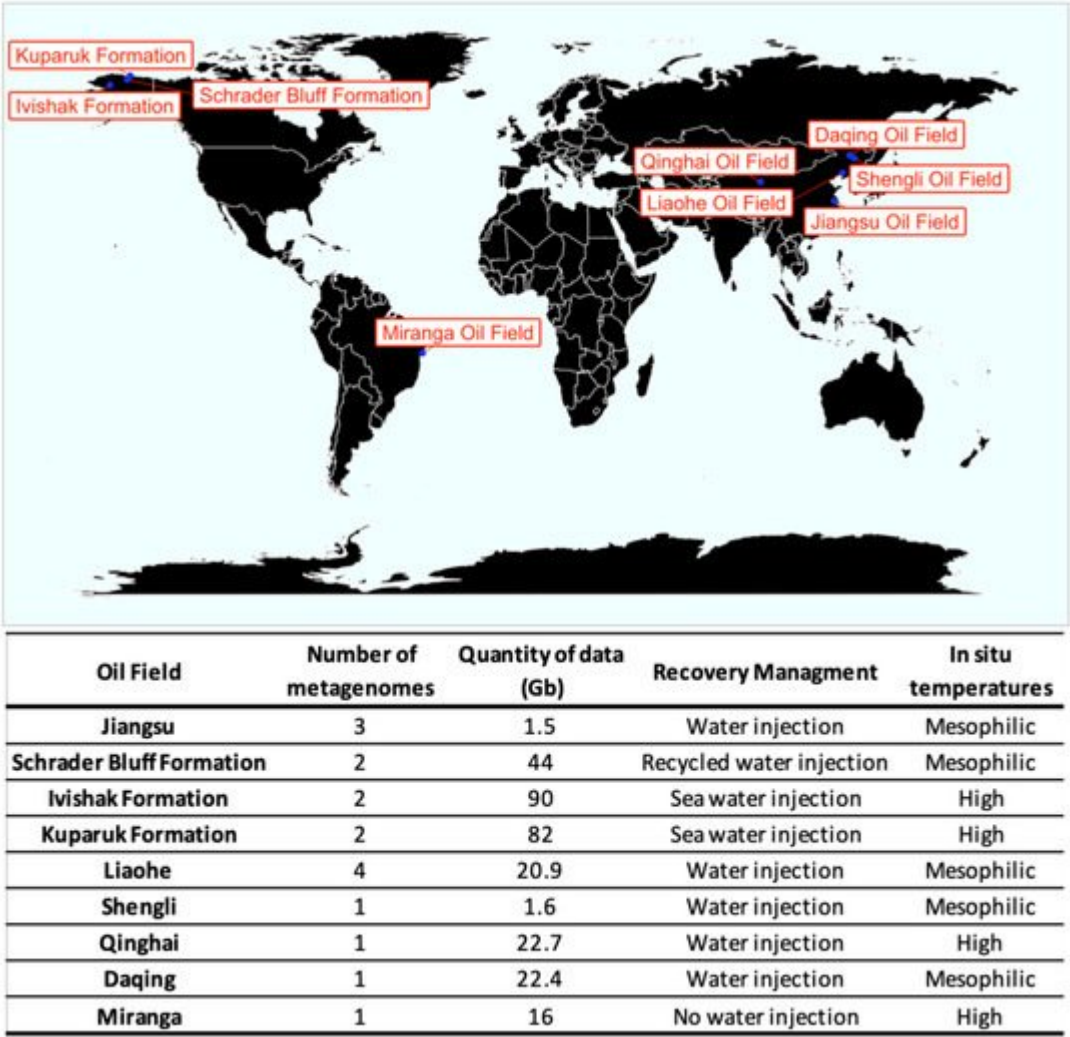 Kuparuk Formation
Ivishak Formation
Schrader Bluff Formation
Daqing Oil Field
Qinghai Oil Field
Shengli Oil Field
Liaohe Oil Field
Jiangsu Oil Field
Miranga Oil Field
Oil Field Number of metagenomes Quantity of data (Gb) Recovery Managment In situ temperatures
Jiangsu 3 1.5 Water injection Mesophilic
Schrader Bluff Formation 2 44 Recycled water injection Mesophilic
Ivishak Formation 2 90 Sea water injection High
Kuparuk Formation 2 82 Sea water injection High
Liaohe 4 20.9 Water injection Mesophilic
Shengli 1 1.6 Water injection Mesophilic
Qinghai 1 22.7 Water injection High
Daqing 1 22.4 Water injection Mesophilic
Miranga 1 16 No water injection High